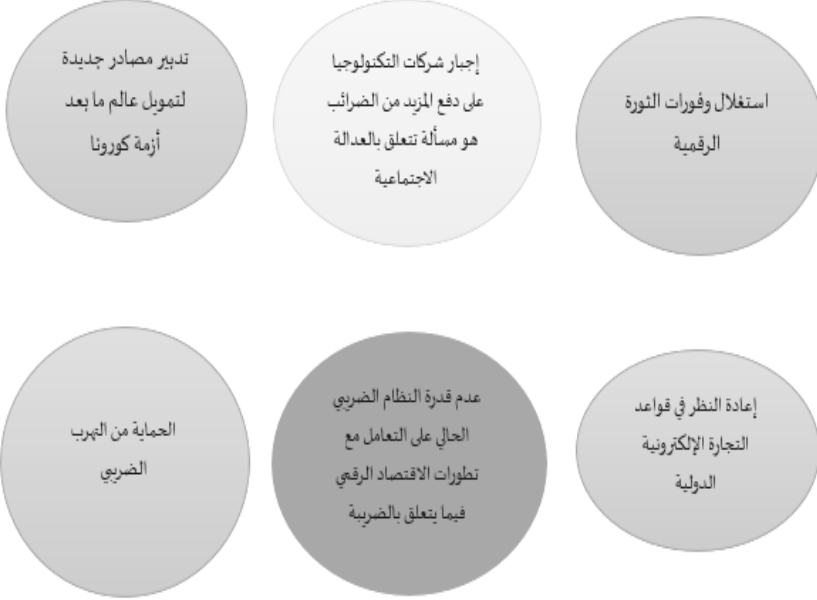 استغلال وفورات الثورة
الرقمية
إجبار شركات التكنولوجيا
على دفع المزيد من الضرائب
هو مسألة تتعلق بالعدالة
الاجتماعية
تدبير مصادر جديدة
لتمويل عالم ما بعد
أزمة كورونا
إعادة النظر في قواعد
التجارة الإلكترونية
الدولية
عدم قدرة النظام الضريبي
الحالي على التعامل مع
تطورات الاقتصاد الرقمي
فيما يتعلق بالضريبة
الحماية من التهرب
الضريبي